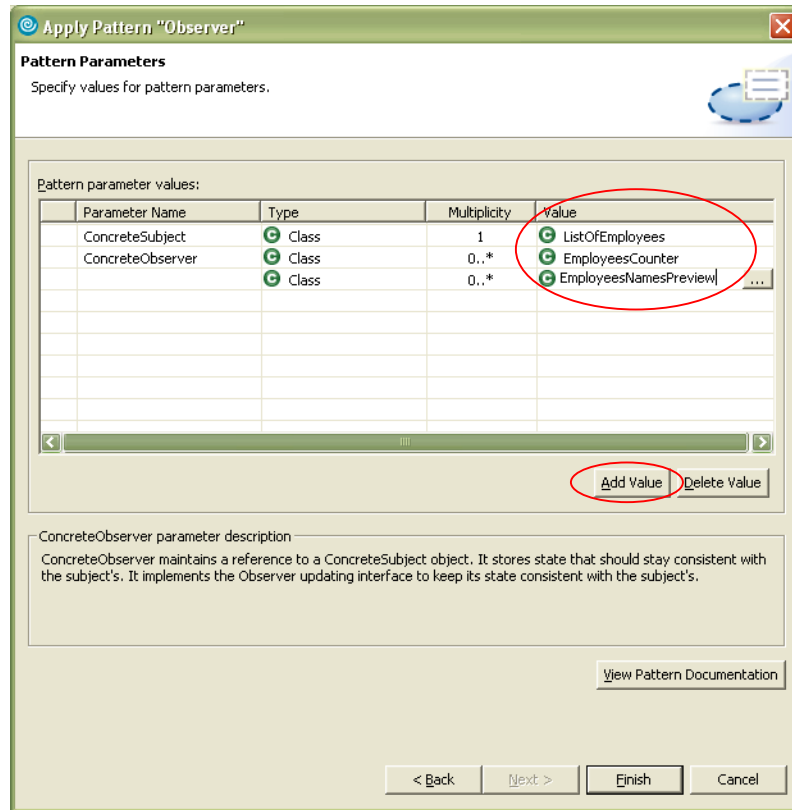 Apply Pattern "Observer"
Pattern Parameters
Specify values for pattern parameters.
Pattern parameter values:
Parameter Name Type Multiplicity Value
ConcreteSubject C Class 1 C ListOfEmployees
ConcreteObserver C Class 0..* C EmployeesCounter
C Class 0..* C EmployeesNamesPreview ...
Add Value Delete Value
ConcreteObserver parameter description
ConcreteObserver maintains a reference to a ConcreteSubject object. It stores state that should stay consistent with
the subject's. It implements the Observer updating interface to keep its state consistent with the subject's.
View Pattern Documentation
< Back Next > Finish Cancel